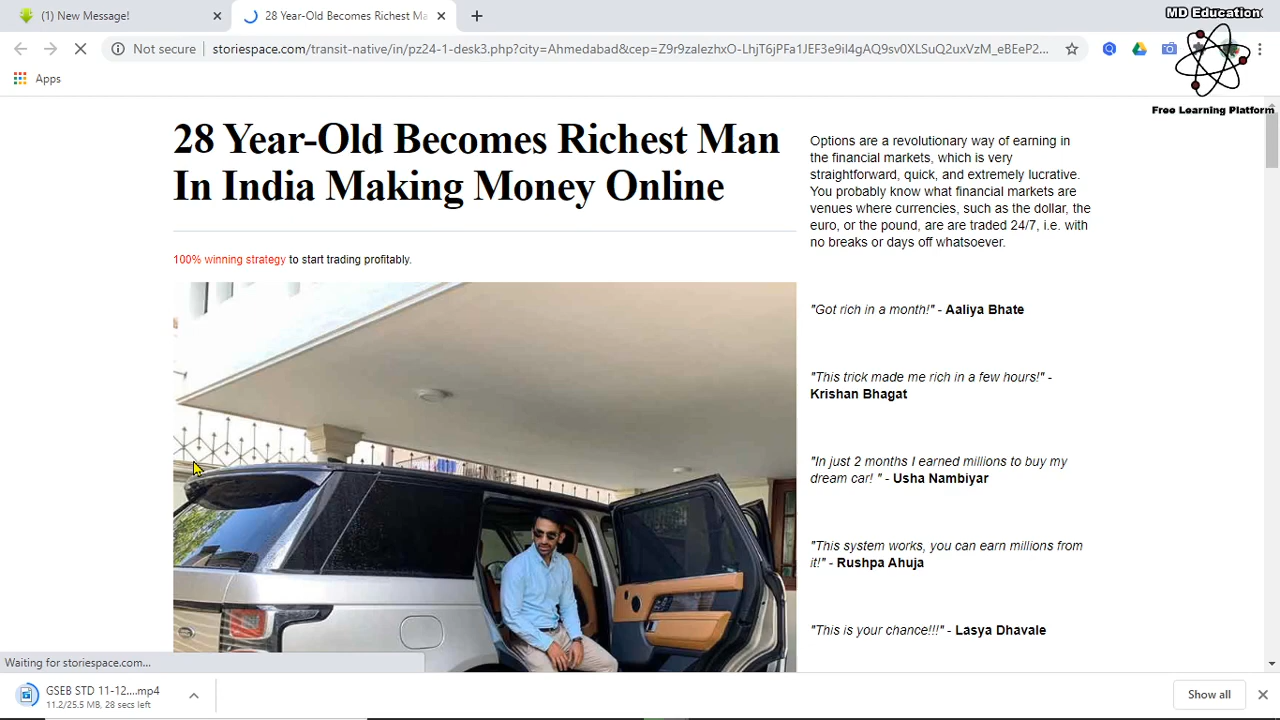 (1) New Message!
28 Year-Old Becomes Richest Ma
MD Education
Not secure
storiespace.com/transit-native/in/pz24-1-desk3.php?city=Ahmedabad&cep=Z9r9zalezhxO-LhjT6jPFa1JEF3e9il4gAQ9sv0XLSuQ2uxVzM_eBEeP2...
Apps
Free Learning Platform
28 Year-Old Becomes Richest Man
In India Making Money Online
100% winning strategy to start trading profitably.
Options are a revolutionary way of earning in
the financial markets, which is very
straightforward, quick, and extremely lucrative.
You probably know what financial markets are
venues where currencies, such as the dollar, the
euro, or the pound, are are traded 24/7, i.e. with
no breaks or days off whatsoever.
"Got rich in a month!" - Aaliya Bhate
"This trick made me rich in a few hours!" -
Krishan Bhagat
"In just 2 months I earned millions to buy my
dream car! " - Usha Nambiyar
"This system works, you can earn millions from
it!" - Rushpa Ahuja
"This is your chance!!!" - Lasya Dhavale
Waiting for storiespace.com...
GSEB STD 11-12....mp4
11.2/25.5 MB, 28 secs left
Show all